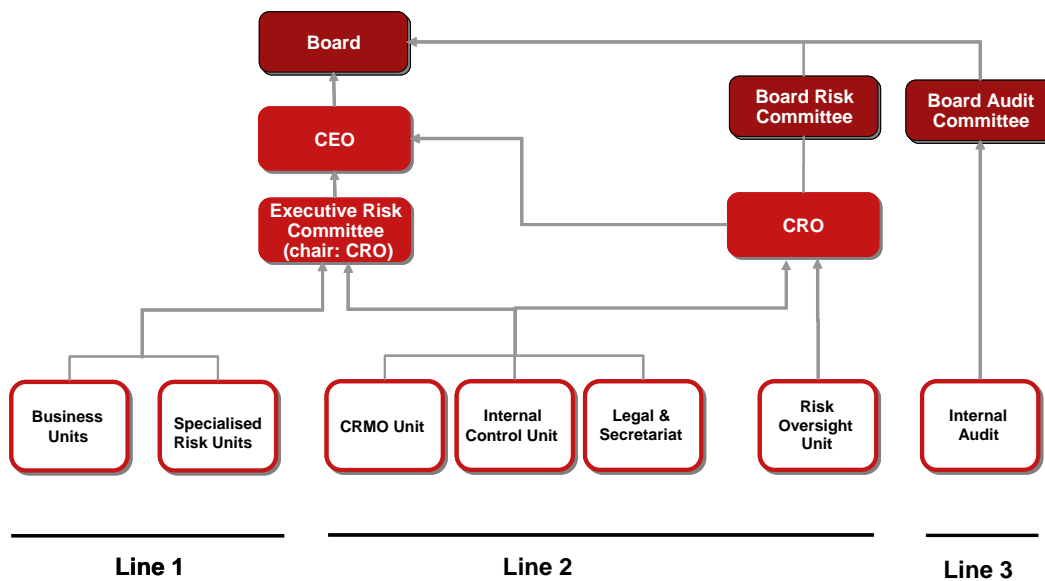 Board
Board Risk
Committee
Board Audit
Committee
CEO
Executive Risk
Committee
(chair: CRO)
CRO
Business
Units
Specialised
Risk Units
CRMO Unit
Internal
Control Unit
Legal &
Secretariat
Risk
Oversight
Unit
Internal
Audit
Line 1
Line 2
Line 3